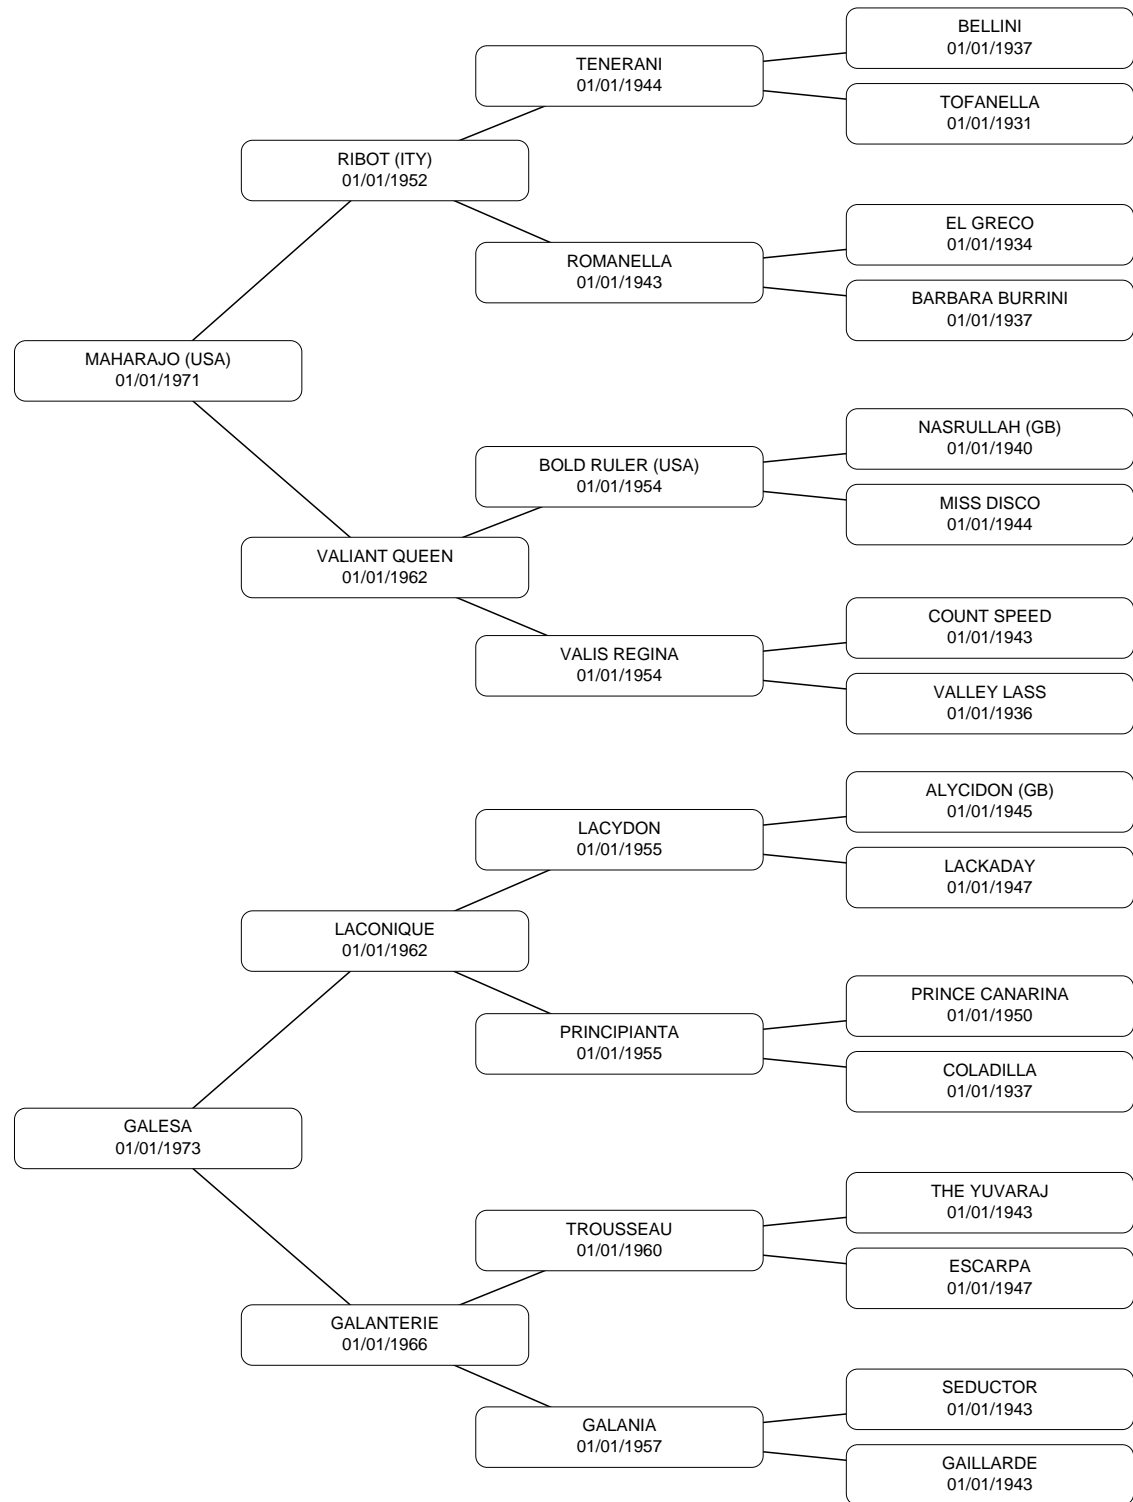 BELLINI
01/01/1937
TENERANI
01/01/1944
TOFANELLA
01/01/1931
RIBOT (ITY)
01/01/1952
EL GRECO
01/01/1934
ROMANELLA
01/01/1943
BARBARA BURRINI
01/01/1937
MAHARAJO (USA)
01/01/1971
NASRULLAH (GB)
01/01/1940
BOLD RULER (USA)
01/01/1954
MISS DISCO
01/01/1944
VALIANT QUEEN
01/01/1962
COUNT SPEED
01/01/1943
VALIS REGINA
01/01/1954
VALLEY LASS
01/01/1936
ALYCIDON (GB)
01/01/1945
LACYDON
01/01/1955
LACKADAY
01/01/1947
LACONIQUE
01/01/1962
PRINCE CANARINA
01/01/1950
PRINCIPIANTA
01/01/1955
COLADILLA
01/01/1937
GALESA
01/01/1973
THE YUVARAJ
01/01/1943
TROUSSEAU
01/01/1960
ESCARPA
01/01/1947
GALANTERIE
01/01/1966
SEDUCTOR
01/01/1943
GALANIA
01/01/1957
GAILLARDE
01/01/1943